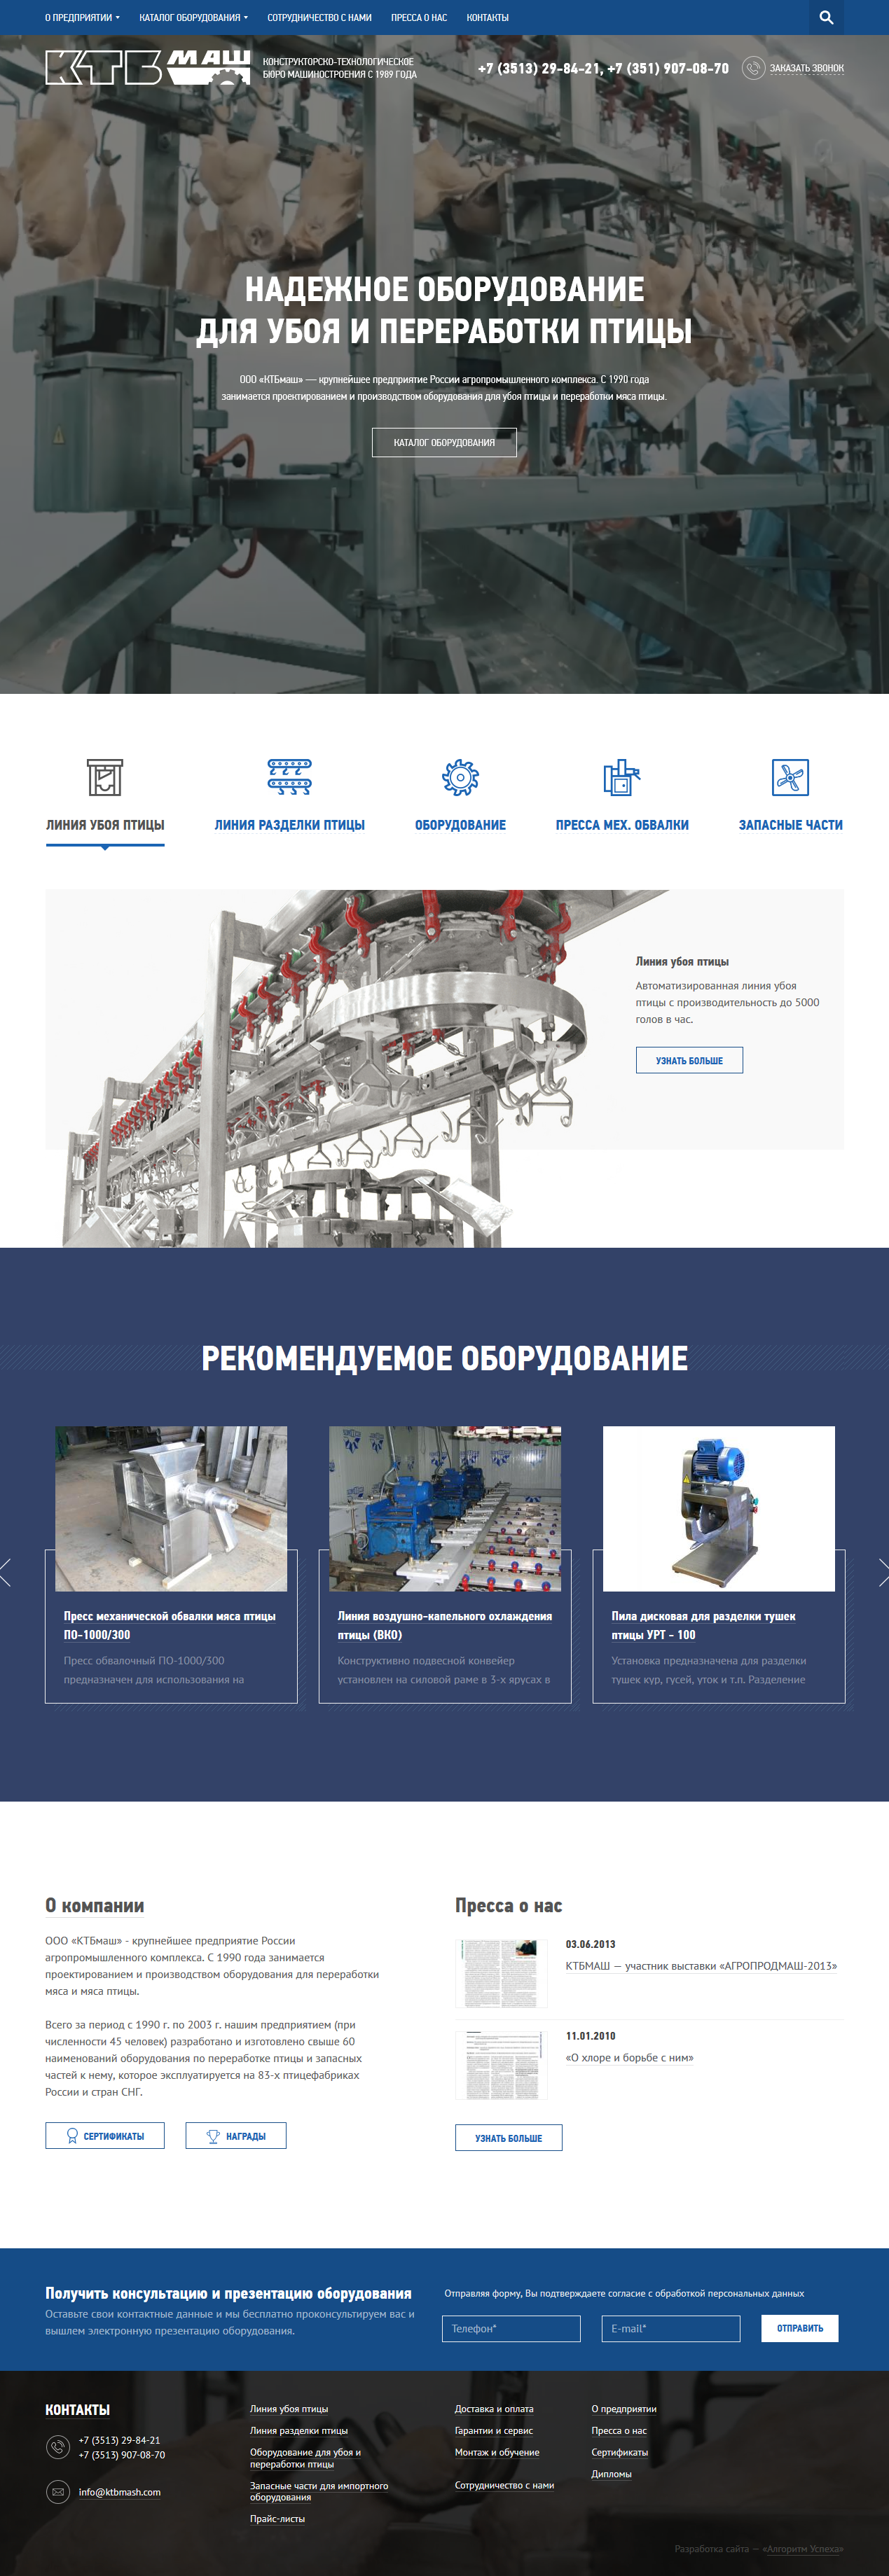 О ПРЕДПРИЯТИИ КАТАЛОГ ОБОРУДОВАНИЯ СОТРУДНИЧЕСТВО С НАМИ ПРЕССА О НАС КОНТАКТЫ
КТБМАШ
КОНСТРУКТОРСКО-ТЕХНОЛОГИЧЕСКОЕ
БЮРО МАШИНОСТРОЕНИЯ С 1989 ГОДА
+7 (3513) 29-84-21, +7 (351) 907-08-70
ЗАКАЗАТЬ ЗВОНОК
НАДЕЖНОЕ ОБОРУДОВАНИЕ
ДЛЯ УБОЯ И ПЕРЕРАБОТКИ ПТИЦЫ
ООО «КТБмаш» — крупнейшее предприятие России агропромышленного комплекса. С 1990 года
занимается проектированием и производством оборудования для убоя птицы и переработки мяса птицы.
КАТАЛОГ ОБОРУДОВАНИЯ
ЛИНИЯ УБОЯ ПТИЦЫ ЛИНИЯ РАЗДЕЛКИ ПТИЦЫ ОБОРУДОВАНИЕ ПРЕССА МЕХ. ОБВАЛКИ ЗАПАСНЫЕ ЧАСТИ
Линия убоя птицы
Автоматизированная линия убоя
птицы с производительность до 5000
голов в час.
УЗНАТЬ БОЛЬШЕ
РЕКОМЕНДУЕМОЕ ОБОРУДОВАНИЕ
Пресс механической обвалки мяса птицы
ПО-1000/300
Пресс обвалочный ПО-1000/300
предназначен для использования на
Линия воздушно-капельного охлаждения
птицы (ВКО)
Конструктивно подвесной конвейер
установлен на силовой раме в 3-х ярусах в
Пила дисковая для разделки тушек
птицы УРТ - 100
Установка предназначена для разделки
тушек кур, гусей, уток и т.п. Разделение
О компании
ООО «КТБмаш» - крупнейшее предприятие России
агропромышленного комплекса. С 1990 года занимается
проектированием и производством оборудования для переработки
мяса и мяса птицы.
Всего за период с 1990 г. по 2003 г. нашим предприятием (при
численности 45 человек) разработано и изготовлено свыше 60
наименований оборудования по переработке птицы и запасных
частей к нему, которое эксплуатируется на 83-х птицефабриках
России и стран СНГ.
СЕРТИФИКАТЫ НАГРАДЫ
Пресса о нас
03.06.2013
КТБМАШ — участник выставки «АГРОПРОДМАШ-2013»
11.01.2010
«О хлоре и борьбе с ним»
УЗНАТЬ БОЛЬШЕ
Получить консультацию и презентацию оборудования
Оставьте свои контактные данные и мы бесплатно проконсультируем вас и
вышлем электронную презентацию оборудования.
Отправляя форму, Вы подтверждаете согласие с обработкой персональных данных
Телефон* E-mail* ОТПРАВИТЬ
КОНТАКТЫ
+7 (3513) 29-84-21
+7 (3513) 907-08-70
info@ktbmash.com
Линия убоя птицы
Линия разделки птицы
Оборудование для убоя и
переработки птицы
Запасные части для импортного
оборудования
Прайс-листы
Доставка и оплата
Гарантии и сервис
Монтаж и обучение
Сотрудничество с нами
О предприятии
Пресса о нас
Сертификаты
Дипломы
Разработка сайта — «Алгоритм Успеха»